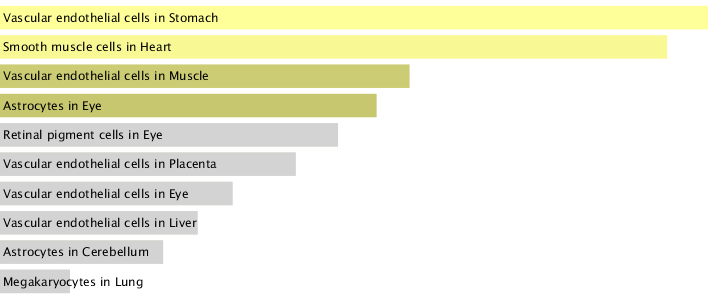 Vascular endothelial cells in Stomach
Smooth muscle cells in Heart
Vascular endothelial cells in Muscle
Astrocytes in Eye
Retinal pigment cells in Eye
Vascular endothelial cells in Placenta
Vascular endothelial cells in Eye
Vascular endothelial cells in Liver
Astrocytes in Cerebellum
Megakaryocytes in Lung